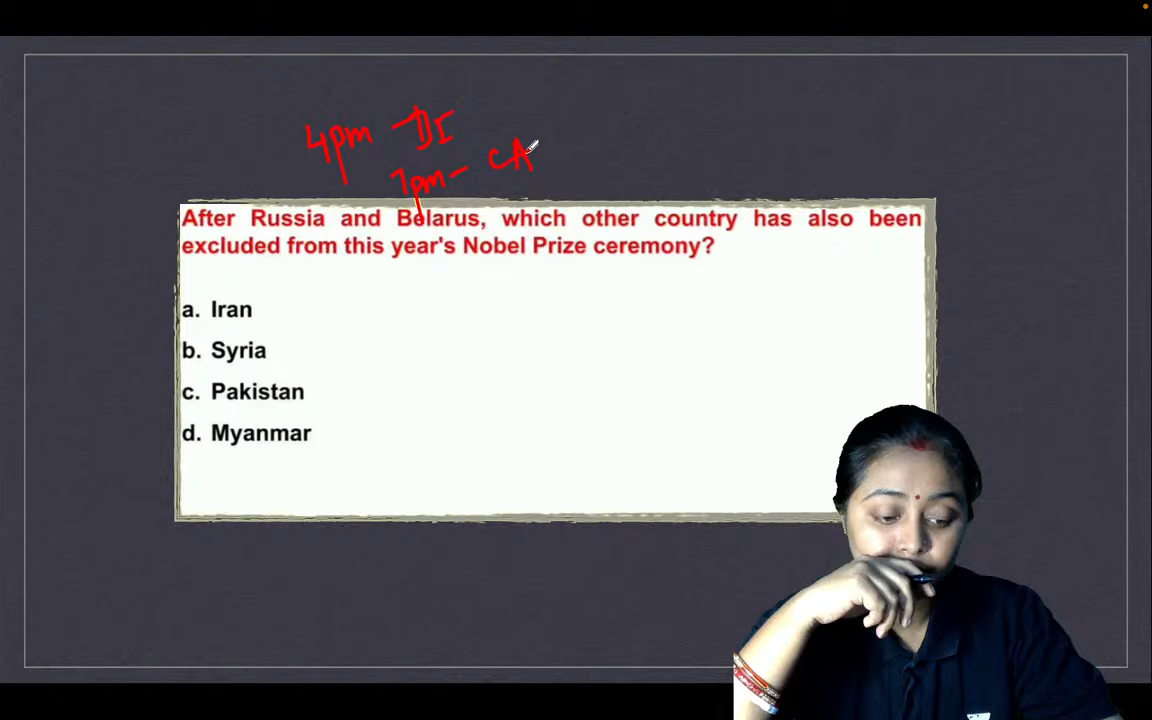 4pm - DI
7pm - CA
After Russia and Belarus, which other country has also been
excluded from this year's Nobel Prize ceremony?
a. Iran
b. Syria
c. Pakistan
d. Myanmar